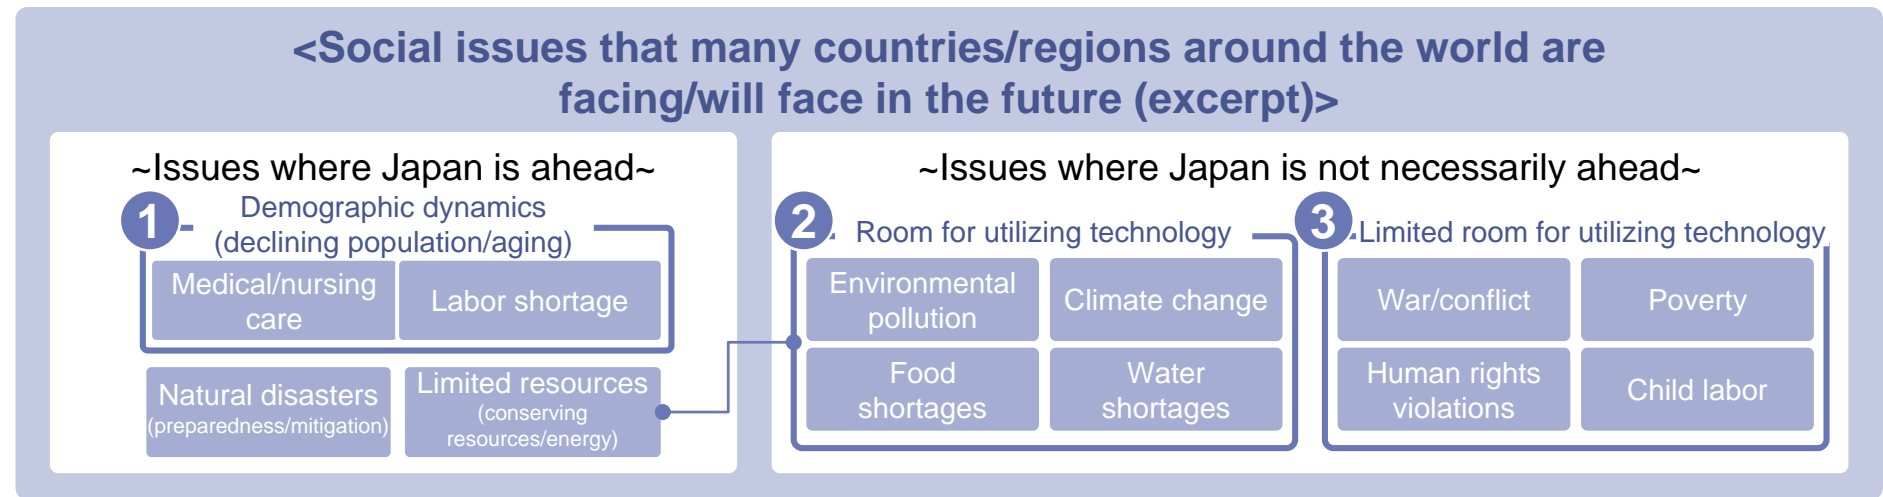 <Social issues that many countries/regions around the world are
facing/will face in the future (excerpt)>
~Issues where Japan is ahead~
1
Demographic dynamics
(declining population/aging)
Medical/nursing
care
Labor shortage
Natural disasters
(preparedness/mitigation)
Limited resources
(conserving
resources/energy)
~Issues where Japan is not necessarily ahead~
2
Room for utilizing technology
Environmental
pollution
Climate change
Food
shortages
Water
shortages
3
Limited room for utilizing technology
War/conflict
Poverty
Human rights
violations
Child labor